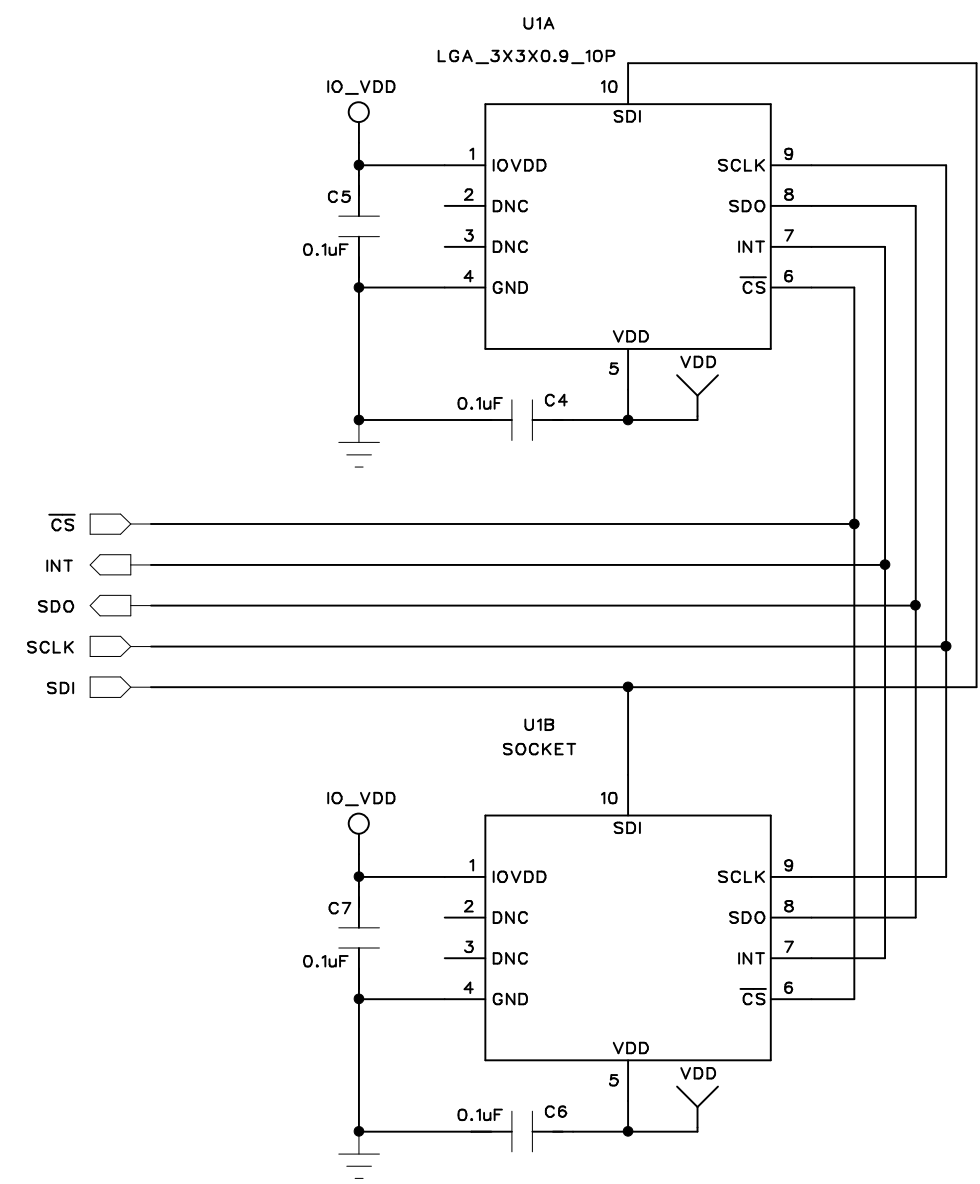 U1A
LGA_3X3X0.9_10P
IO_VDD
10
SDI
1
IOVDD
SCLK
9
C5
2
DNC
SDO
8
0.1uF
3
DNC
INT
7
4
GND
CS
6
VDD
5
VDD
0.1uF
C4
CS
INT
SDO
SCLK
SDI
U1B
SOCKET
IO_VDD
10
SDI
1
IOVDD
SCLK
9
C7
2
DNC
SDO
8
0.1uF
3
DNC
INT
7
4
GND
CS
6
VDD
5
VDD
0.1uF
C6